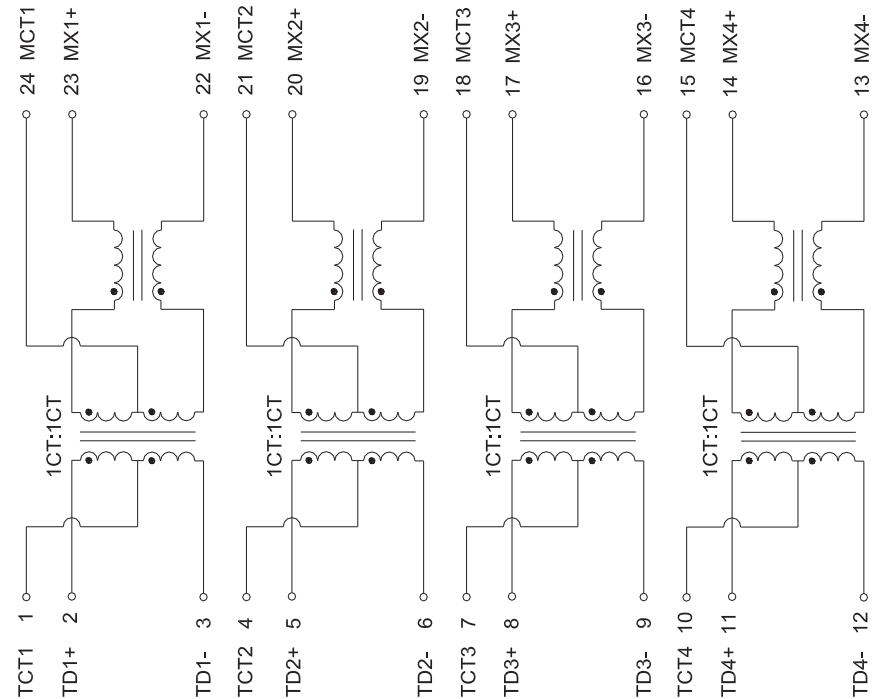 24 MCT1
23 MX1+
22 MX1-
21 MCT2
20 MX2+
19 MX2-
18 MCT3
17 MX3+
16 MX3-
15 MCT4
14 MX4+
13 MX4-
1CT:1CT
1CT:1CT
1CT:1CT
1CT:1CT
TCT1 1
TD1+ 2
TD1- 3
TCT2 4
TD2+ 5
TD2- 6
TCT3 7
TD3+ 8
TD3- 9
TCT4 10
TD4+ 11
TD4- 12